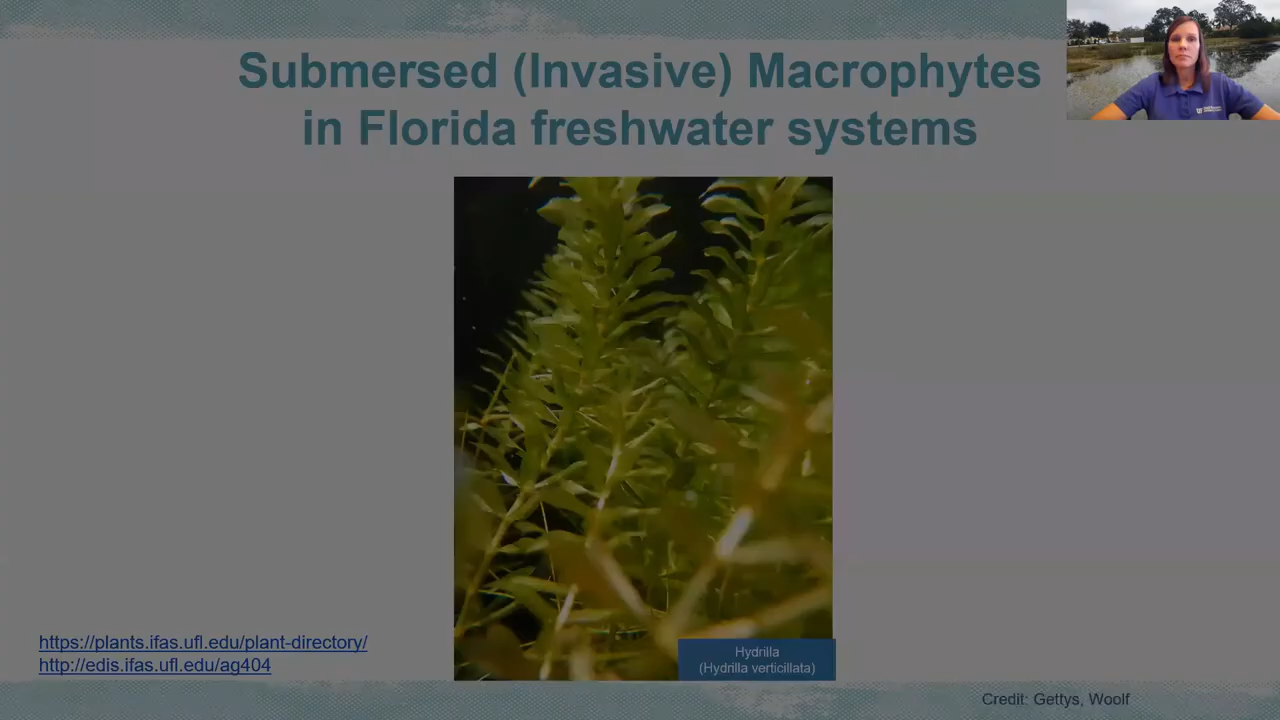 Submersed (Invasive) Macrophytes
in Florida freshwater systems
https://plants.ifas.ufl.edu/plant-directory/
http://edis.ifas.ufl.edu/ag404
Hydrilla
(Hydrilla verticillata)
Credit: Gettys, Woolf